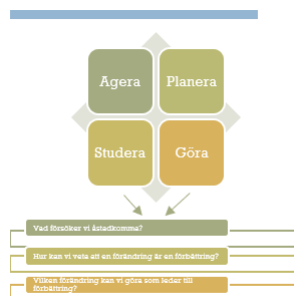 Agera
Planera
Studera
Göra
Vad försöker vi åstadkomma?
Hur kan vi veta att en förändring är en förbättring?
Vilken förändring kan vi göra som leder till
förbättring?